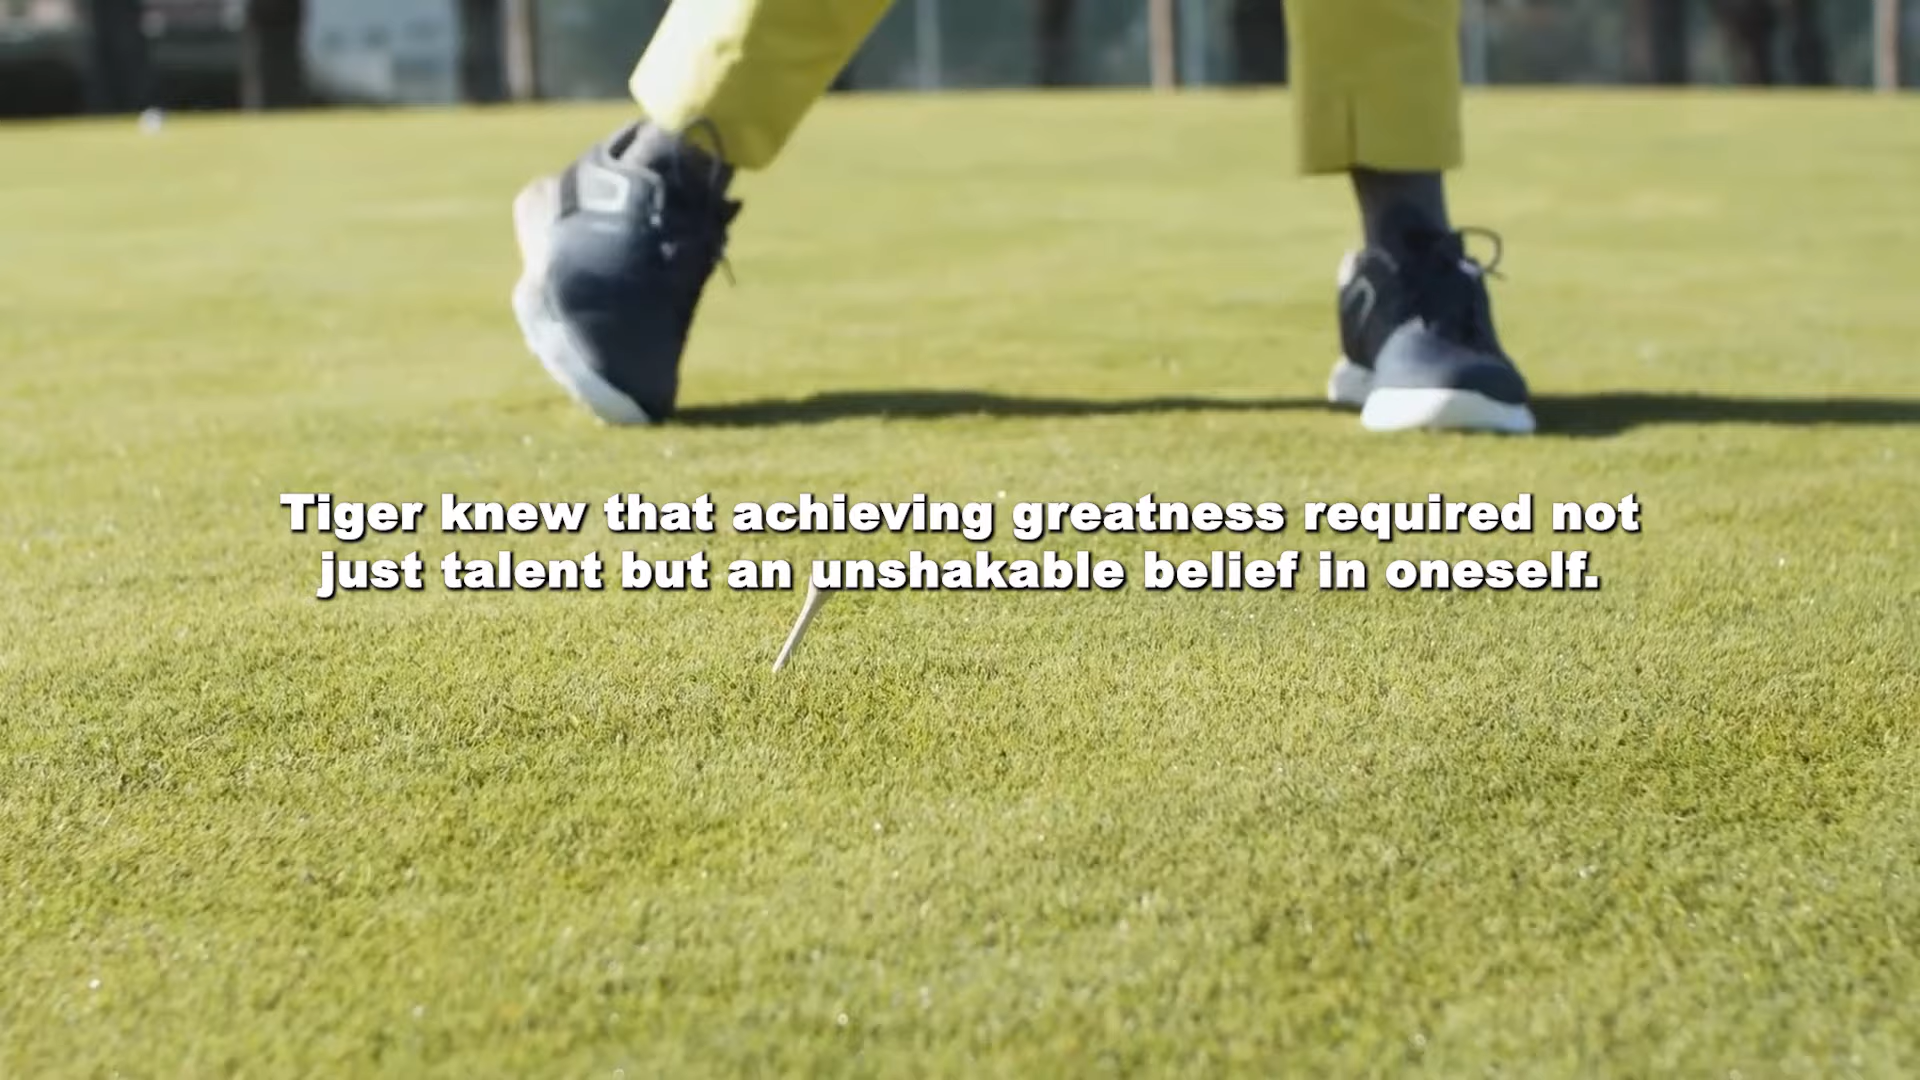 Tiger knew that achieving greatness required not
just talent but an unshakable belief in oneself.